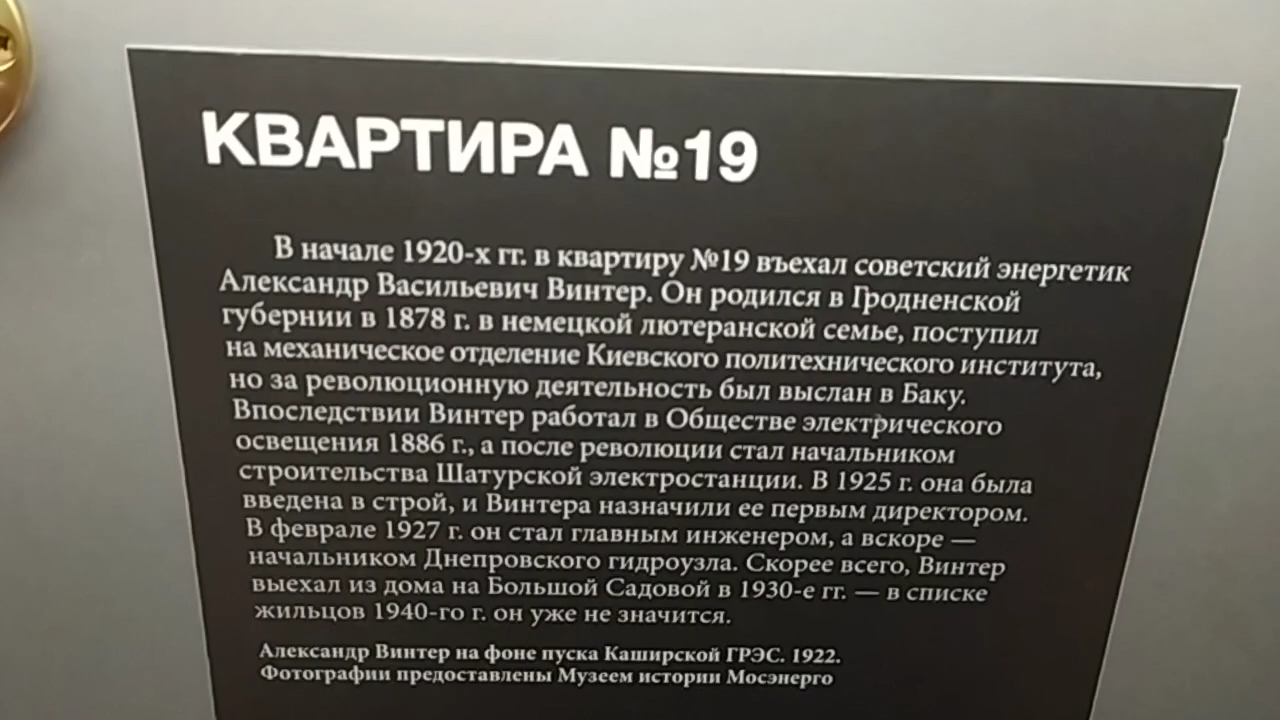 КВАРТИРА №19
В начале 1920-х гг. в квартиру №19 въехал советский энергетик
Александр Васильевич Винтер. Он родился в Гродненской
губернии в 1878 г. в немецкой лютеранской семье, поступил
на механическое отделение Киевского политехнического института,
но за революционную деятельность был выслан в Баку.
Впоследствии Винтер работал в Обществе электрического
освещения 1886 г., а после революции стал начальником
строительства Шатурской электростанции. В 1925 г. она была
введена в строй, и Винтера назначили ее первым директором.
В феврале 1927 г. он стал главным инженером, а вскоре —
начальником Днепровского гидроузла. Скорее всего, Винтер
выехал из дома на Большой Садовой в 1930-е гг. — в списке
жильцов 1940-го г. он уже не значится.
Александр Винтер на фоне пуска Каширской ГРЭС. 1922.
Фотографии предоставлены Музеем истории Мосэнерго